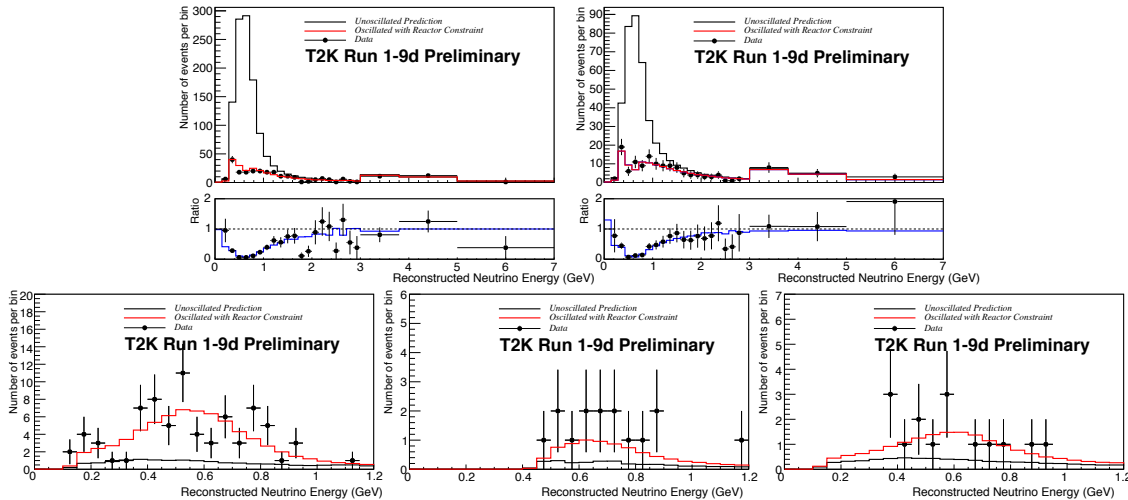 Number of events per bin
300
250
200
150
100
50
0
Unoscillated Prediction
Oscillated with Reactor Constraint
Data
T2K Run 1-9d Preliminary
Ratio
2
1
0
0 1 2 3 4 5 6 7
Reconstructed Neutrino Energy (GeV)
Number of events per bin
90
80
70
60
50
40
30
20
10
0
Unoscillated Prediction
Oscillated with Reactor Constraint
Data
T2K Run 1-9d Preliminary
Ratio
2
1
0
0 1 2 3 4 5 6 7
Reconstructed Neutrino Energy (GeV)
Number of events per bin
20
18
16
14
12
10
8
6
4
2
0
Unoscillated Prediction
Oscillated with Reactor Constraint
Data
T2K Run 1-9d Preliminary
0 0.2 0.4 0.6 0.8 1.0 1.2
Reconstructed Neutrino Energy (GeV)
Number of events per bin
6
5
4
3
2
1
0
Unoscillated Prediction
Oscillated with Reactor Constraint
Data
T2K Run 1-9d Preliminary
0.0 0.2 0.4 0.6 0.8 1.0 1.2
Reconstructed Neutrino Energy (GeV)
Number of events per bin
7
6
5
4
3
2
1
0
Unoscillated Prediction
Oscillated with Reactor Constraint
Data
T2K Run 1-9d Preliminary
0.0 0.2 0.4 0.6 0.8 1.0 1.2
Reconstructed Neutrino Energy (GeV)